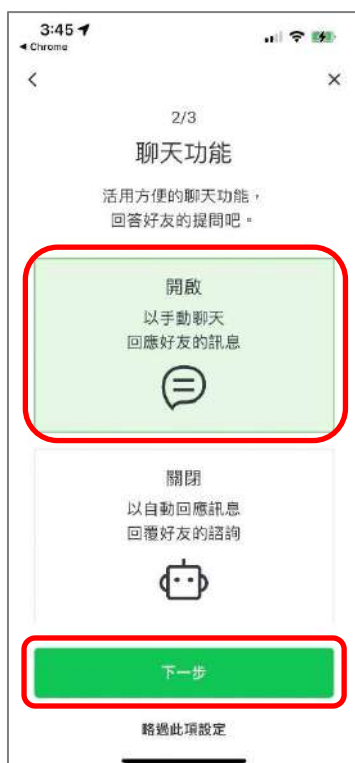 3:45
◀ Chrome
2/3
聊天功能
活用方便的聊天功能，
回答好友的提問吧。
開啟
以手動聊天
回應好友的訊息
關閉
以自動回應訊息
回覆好友的諮詢
下一步
略過此項設定